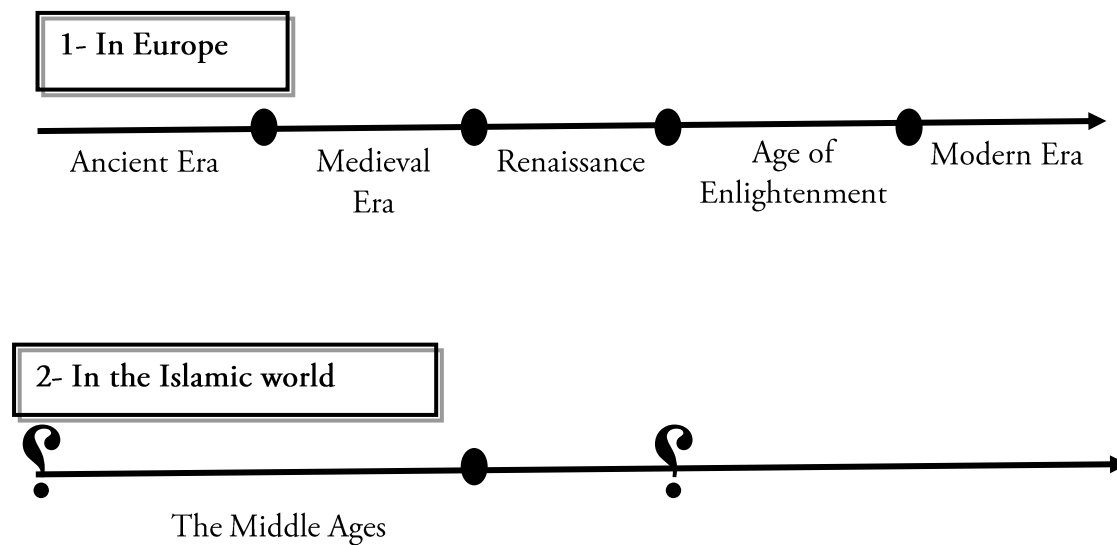 1- In Europe
Ancient Era
Medieval
Era
Renaissance
Age of
Enlightenment
Modern Era
2- In the Islamic world
؟
؟
The Middle Ages